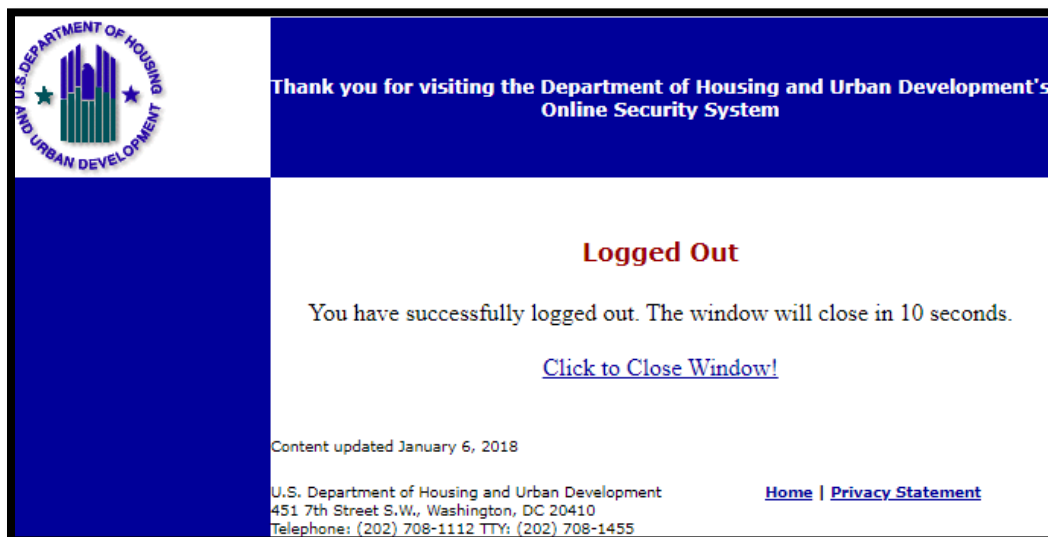 U.S. DEPARTMENT OF HOUSING
AND URBAN DEVELOPMENT
Thank you for visiting the Department of Housing and Urban Development's
Online Security System
Logged Out
You have successfully logged out. The window will close in 10 seconds.
Click to Close Window!
Content updated January 6, 2018
U.S. Department of Housing and Urban Development
451 7th Street S.W., Washington, DC 20410
Telephone: (202) 708-1112 TTY: (202) 708-1455
Home | Privacy Statement